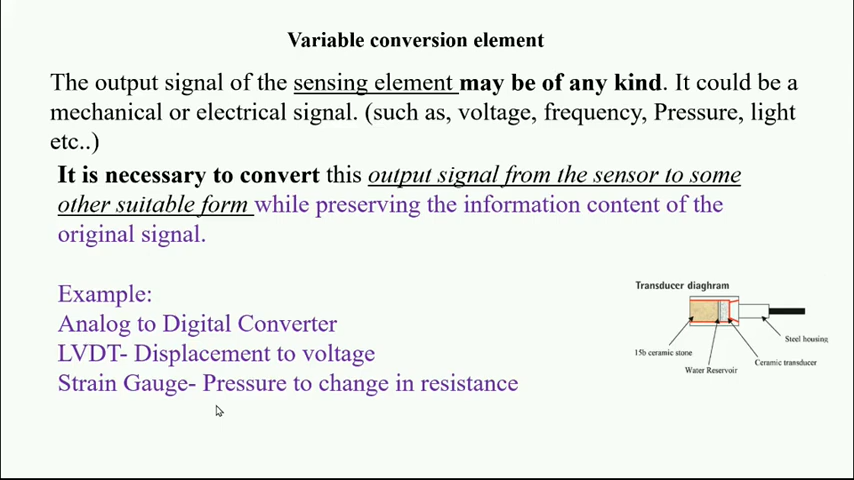 Variable conversion element
The output signal of the sensing element may be of any kind. It could be a
mechanical or electrical signal. (such as, voltage, frequency, Pressure, light
etc..)
It is necessary to convert this output signal from the sensor to some
other suitable form while preserving the information content of the
original signal.
Example:
Analog to Digital Converter
LVDT- Displacement to voltage
Strain Gauge- Pressure to change in resistance
Transducer diaghram
Steel housing
15b ceramic stone
Ceramic transducer
Water Reservoir